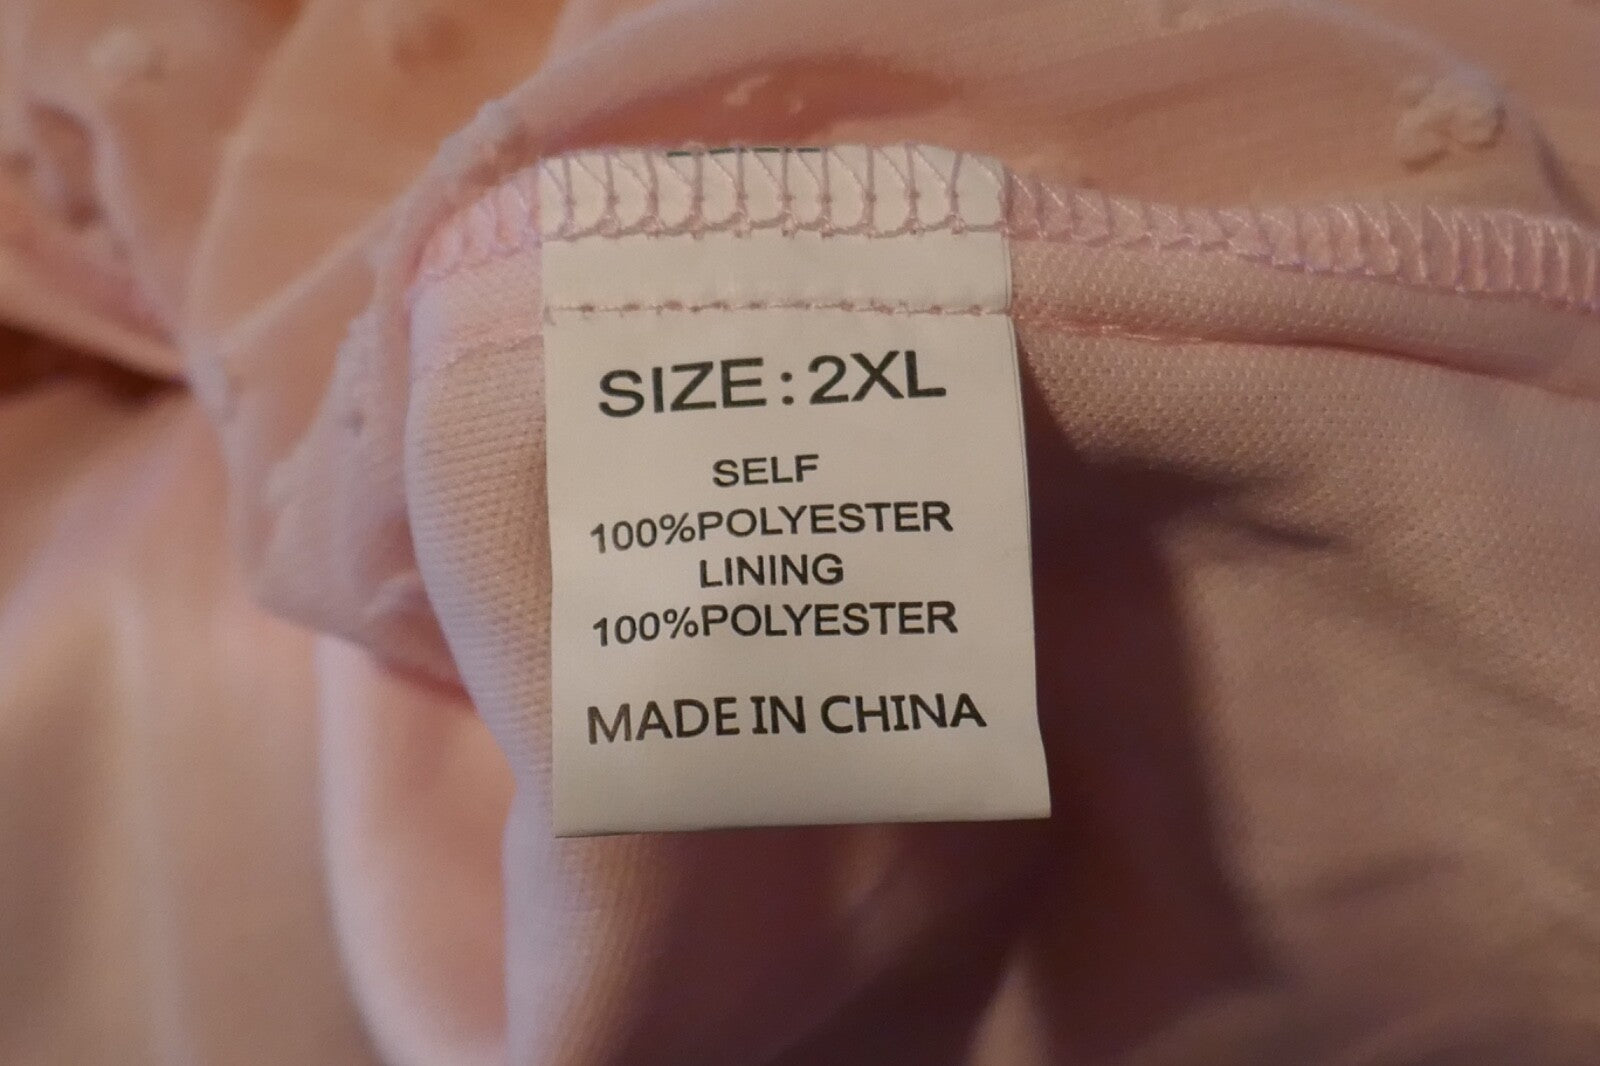 SIZE:2XL
SELF
100%POLYESTER
LINING
100%POLYESTER
MADE IN CHINA